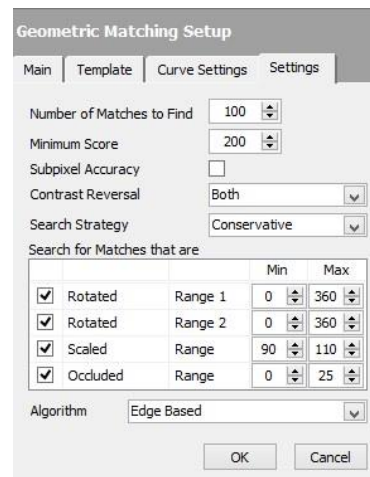 Geometric Matching Setup
Main Template Curve Settings Settings
Number of Matches to Find 100
Minimum Score 200
Subpixel Accuracy
Contrast Reversal Both
Search Strategy Conservative
Search for Matches that are
Min Max
Rotated Range 1 0 360
Rotated Range 2 0 360
Scaled Range 90 110
Occluded Range 0 25
Algorithm Edge Based
OK Cancel